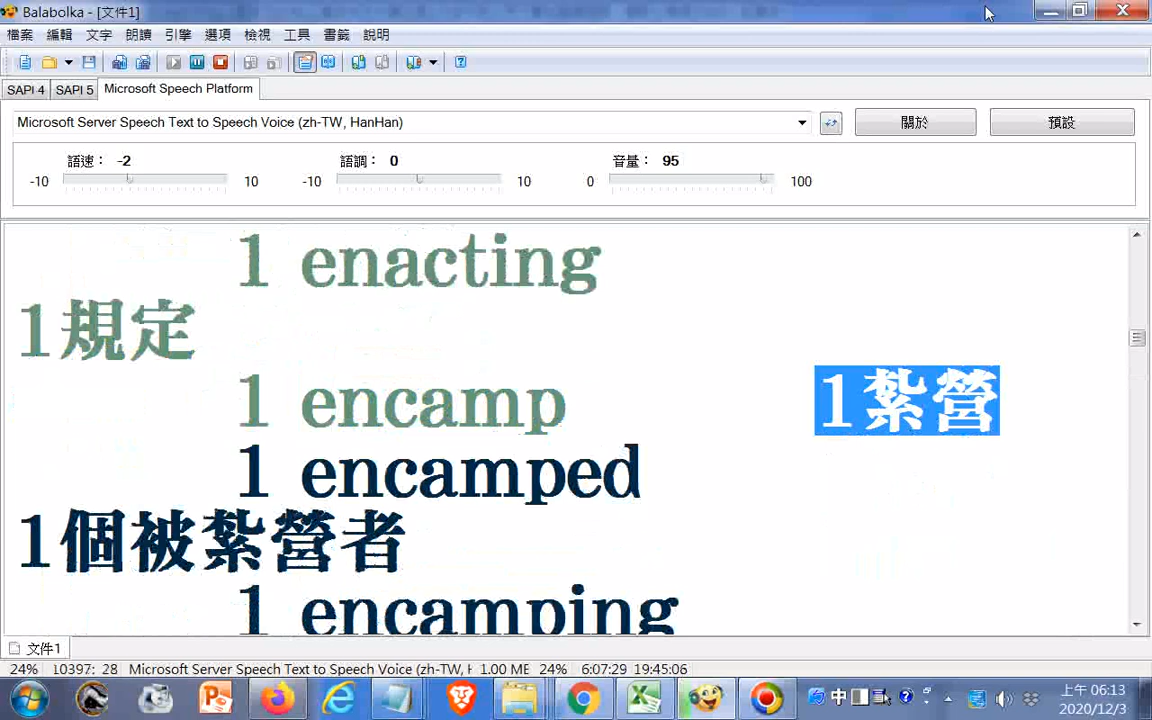 Balabolka - [文件1]
檔案 編輯 文字 朗讀 引擎 選項 檢視 工具 書籤 說明
SAPI 4 SAPI 5 Microsoft Speech Platform
Microsoft Server Speech Text to Speech Voice (zh-TW, HanHan) 關於 預設
語速： -2 語調： 0 音量： 95
-10 10 -10 10 0 100
1 enacting
1規定
1 encamp 1紮營
1 encamped
1個被紮營者
1 encamping
文件1
24% 10397: 28 Microsoft Server Speech Text to Speech Voice (zh-TW, 1.00 ME 24% 6:07:29 19:45:06
中 上午 06:13
2020/12/3